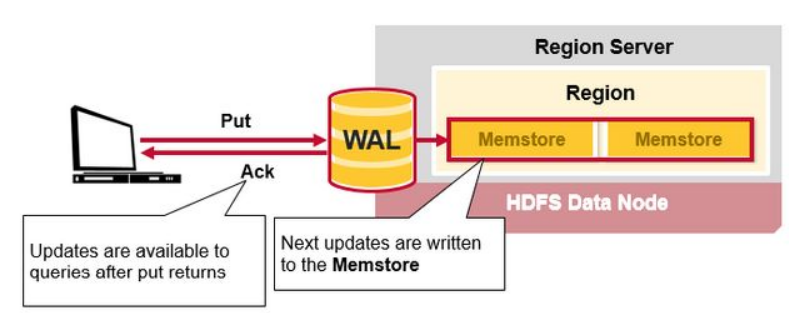 Region Server
Region
Put
WAL
Memstore
Memstore
Ack
HDFS Data Node
Updates are available to
queries after put returns
Next updates are written
to the Memstore